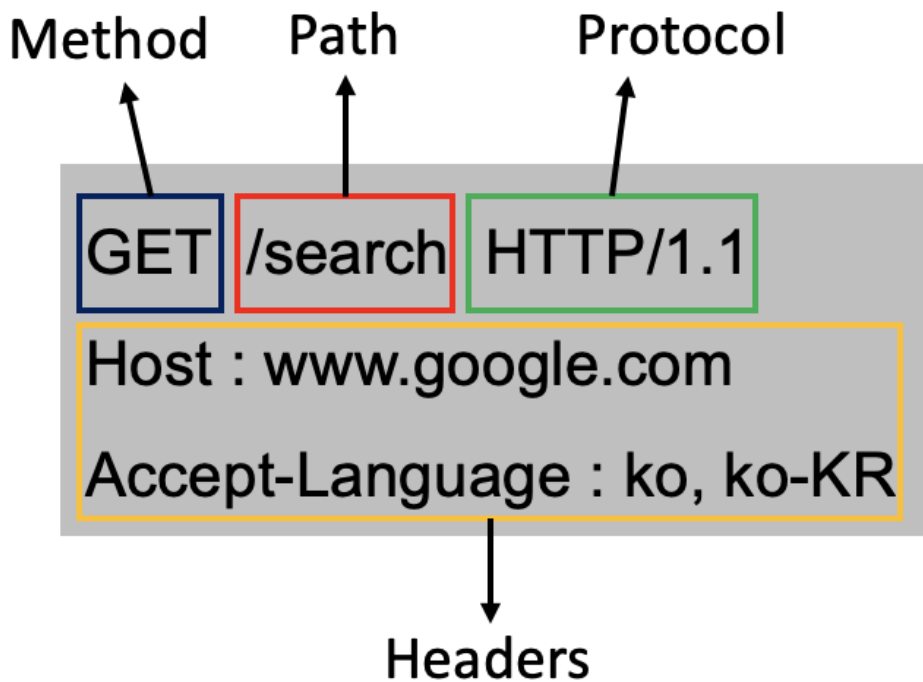 Method Path Protocol
GET /search HTTP/1.1
Host : www.google.com
Accept-Language : ko, ko-KR
Headers